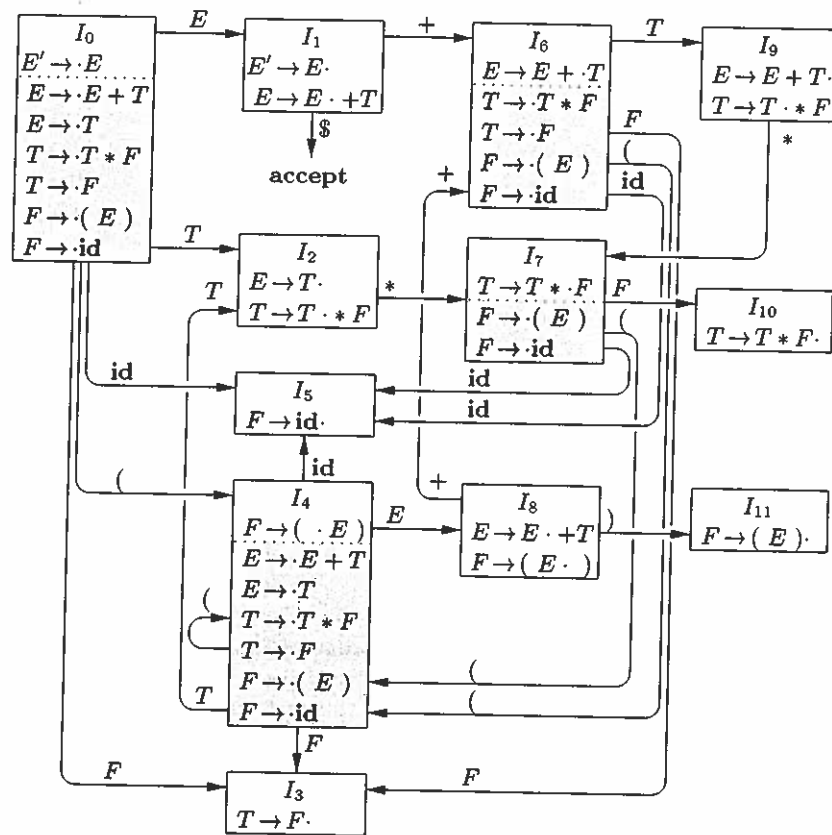 I₀
E′ → ·E
E → ·E + T
E → ·T
T → ·T * F
T → ·F
F → ·( E )
F → ·id
E
I₁
E′ → E·
E → E · +T
$
accept
+
I₆
E → E + ·T
T → ·T * F
T → ·F
F → ·( E )
F → ·id
T
I₉
E → E + T·
T → T · * F
F
(
id
*
+
T
I₂
E → T·
T → T · * F
T
*
I₇
T → T * ·F
F → ·( E )
F → ·id
F
(
I₁₀
T → T * F·
id
id
id
I₅
F → id·
id
(
I₄
F → ( · E )
E → ·E + T
E → ·T
T → ·T * F
T → ·F
F → ·( E )
F → ·id
(
T
E
+
I₈
E → E · +T
F → ( E · )
)
I₁₁
F → ( E ) ·
(
(
F
F
I₃
T → F·
F